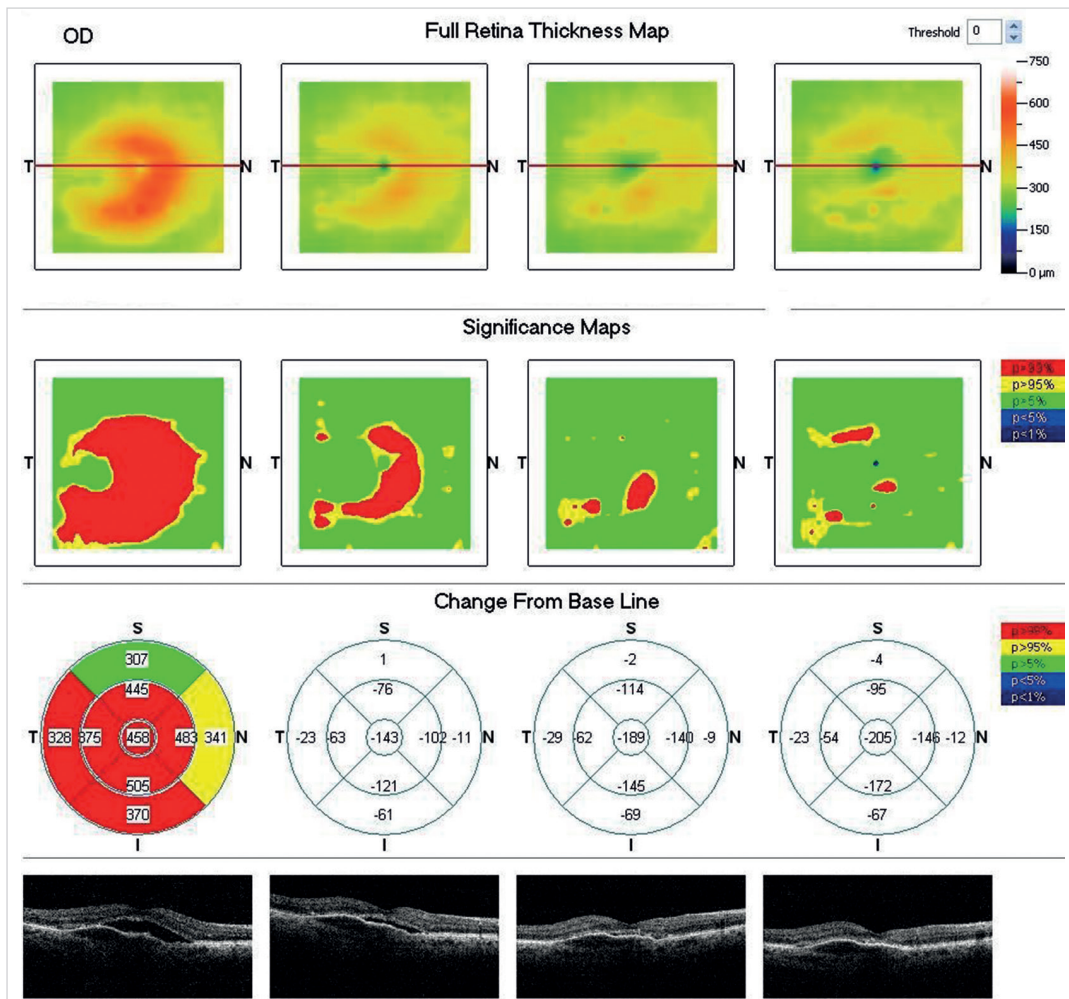 OD
Full Retina Thickness Map
Threshold 0
750
600
450
300
150
0 µm
T N T N T N T N
Significance Maps
p>99%
p>95%
p>5%
p<5%
p<1%
T N T N T N T N
Change From Base Line
p>99%
p>95%
p>5%
p<5%
p<1%
S S S S
307 1 -2 -4
445 -76 -114 -95
T 328 375 458 483 341 N T -23 -63 -143 -102 -11 N T -29 -62 -189 -140 -9 N T -23 -54 -205 -146 -12 N
505 -121 -145 -172
370 -61 -69 -67
I I I I